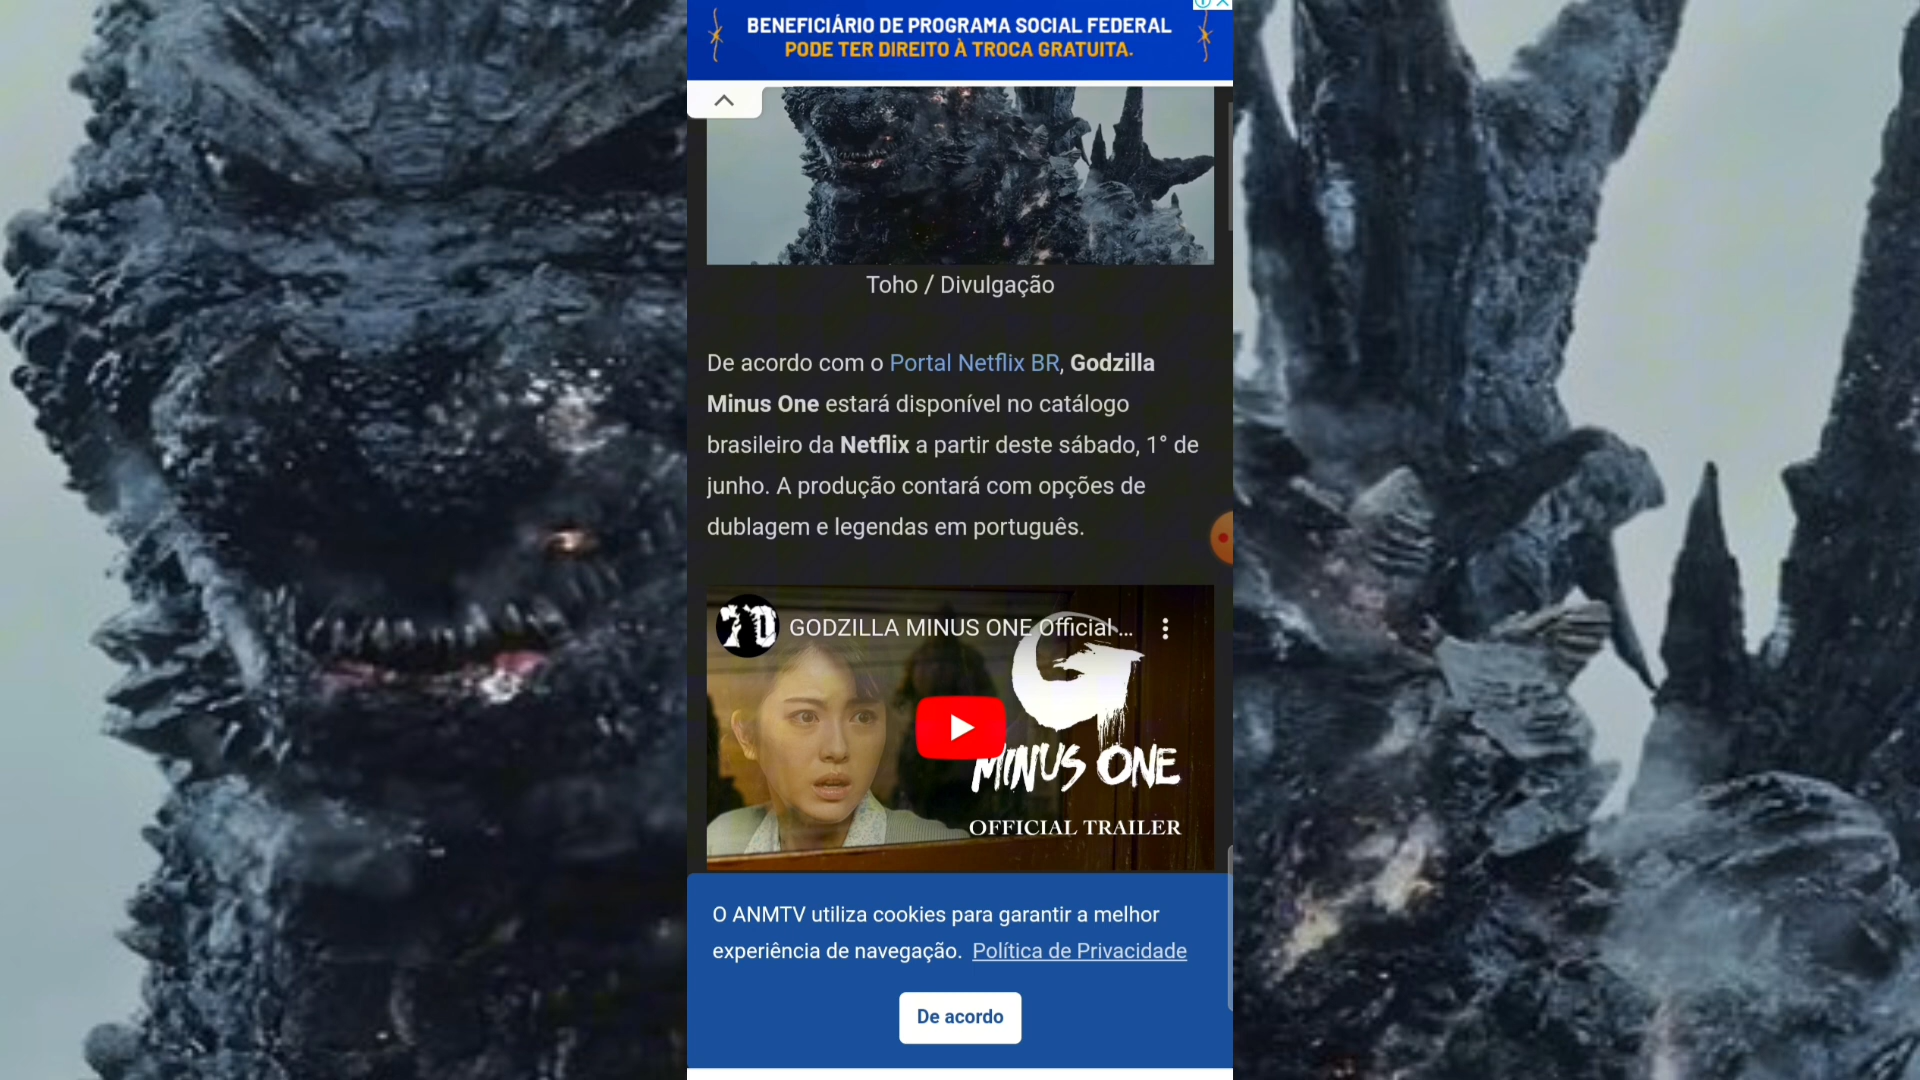 BENEFICIÁRIO DE PROGRAMA SOCIAL FEDERAL
PODE TER DIREITO À TROCA GRATUITA.
Toho / Divulgação
De acordo com o Portal Netflix BR, Godzilla
Minus One estará disponível no catálogo
brasileiro da Netflix a partir deste sábado, 1° de
junho. A produção contará com opções de
dublagem e legendas em português.
GODZILLA MINUS ONE Official ...
G
MINUS ONE
OFFICIAL TRAILER
O ANMTV utiliza cookies para garantir a melhor
experiência de navegação. Política de Privacidade
De acordo